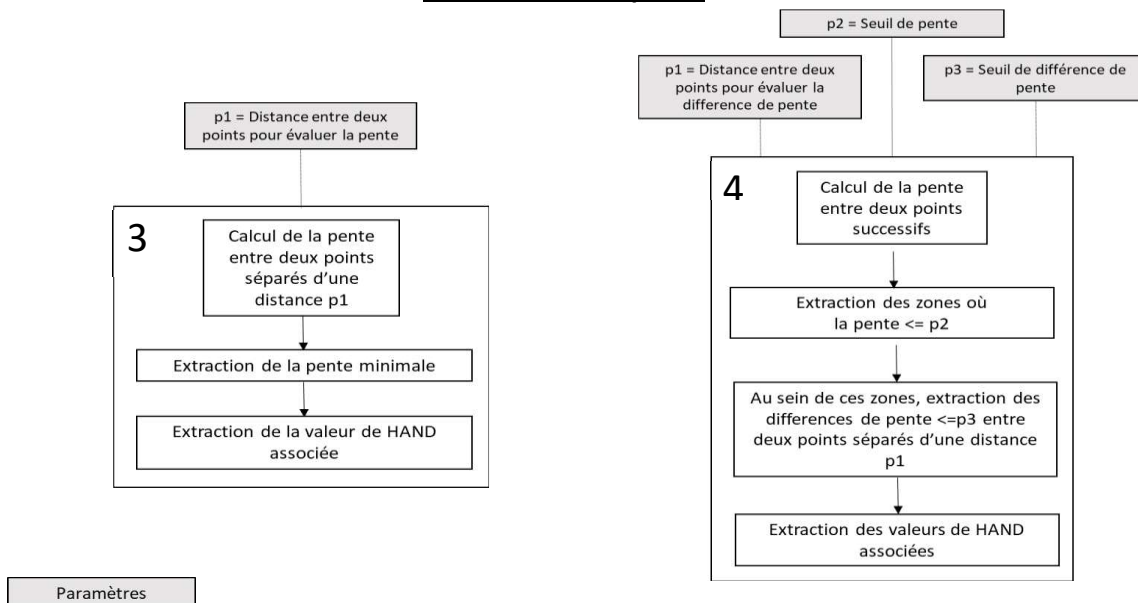 p1 = Distance entre deux
points pour évaluer la pente
3
Calcul de la pente
entre deux points
séparés d'une
distance p1
Extraction de la pente minimale
Extraction de la valeur de HAND
associée
p2 = Seuil de pente
p1 = Distance entre deux
points pour évaluer la
difference de pente
p3 = Seuil de différence de
pente
4
Calcul de la pente
entre deux points
successifs
Extraction des zones où
la pente <= p2
Au sein de ces zones, extraction des
differences de pente <=p3 entre
deux points séparés d'une distance
p1
Extraction des valeurs de HAND
associées
Paramètres